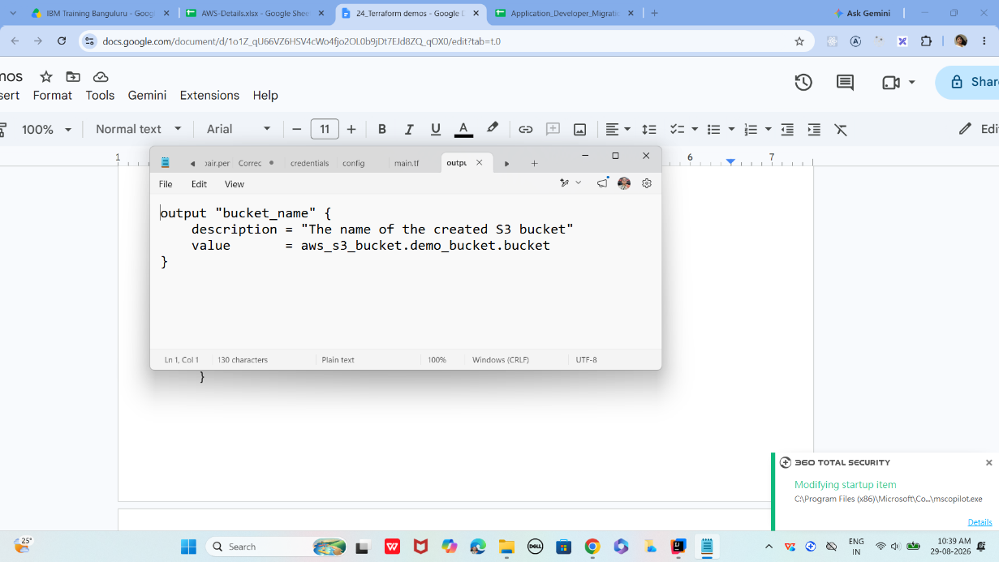 IBM Training Banguluru - Goog
AWS-Details.xlsx - Google Shee
24_Terraform demos - Google D
Application_Developer_Migratio
Ask Gemini
docs.google.com/document/d/1o1Z_qU66VZ6HSV4cWo4fjo2OL0b9jDt7EJd8ZQ_qOX0/edit?tab=t.0
mos
Share
sert Format Tools Gemini Extensions Help
100% Normal text Arial 11 B I U A Edi
1 6 7
pair.per Correc credentials config main.tf outpu
File Edit View
output "bucket_name" {
description = "The name of the created S3 bucket"
value = aws_s3_bucket.demo_bucket.bucket
}
Ln 1, Col 1 130 characters Plain text 100% Windows (CRLF) UTF-8
}
360 TOTAL SECURITY
Modifying startup item
C:\Program Files (x86)\Microsoft\Co...\mscopilot.exe
Details
25°
Search
DELL
ENG
IN
10:39 AM
29-08-2026